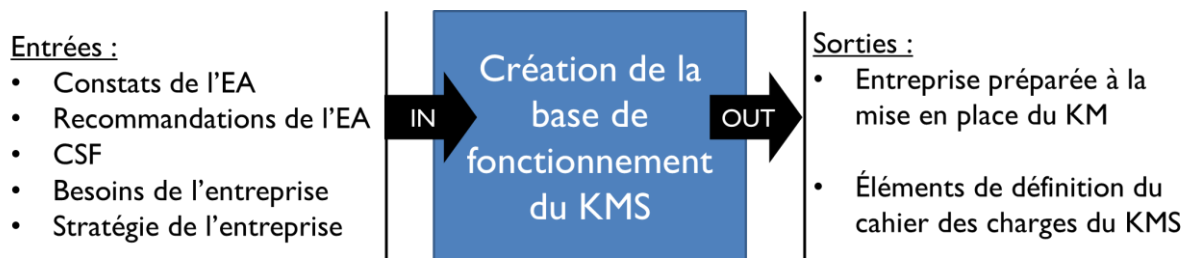 Entrées :
• Constats de l'EA
• Recommandations de l'EA
• CSF
• Besoins de l'entreprise
• Stratégie de l'entreprise
IN
Création de la
base de
fonctionnement
du KMS
OUT
Sorties :
• Entreprise préparée à la
mise en place du KM
• Éléments de définition du
cahier des charges du KMS